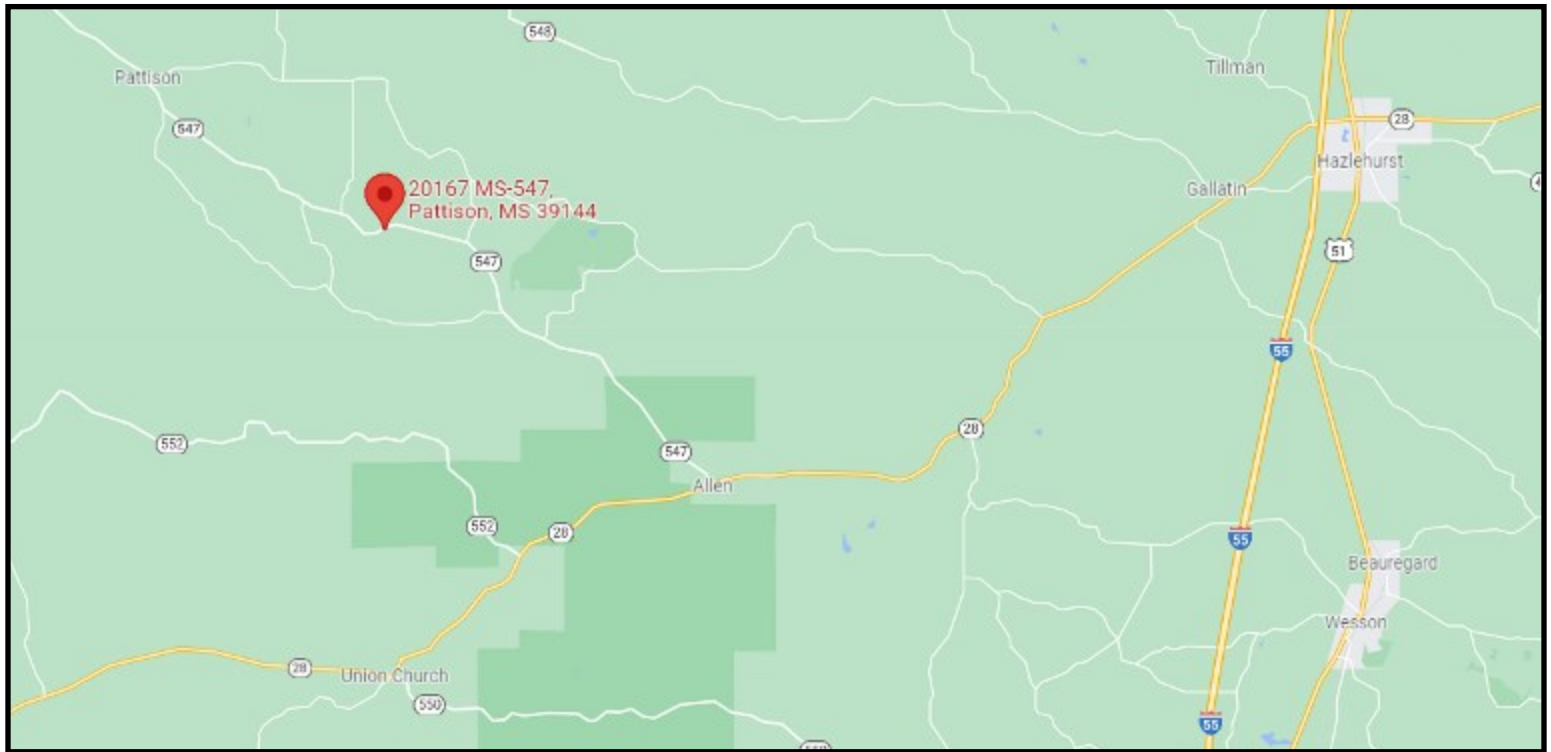 548
Tillman
Pattison
28
547
Hazlehurst
20167 MS-547,
Pattison, MS 39144
Gallatin
51
547
55
28
552
547
Allen
552
28
55
Beauregard
Wesson
28
Union Church
550
55